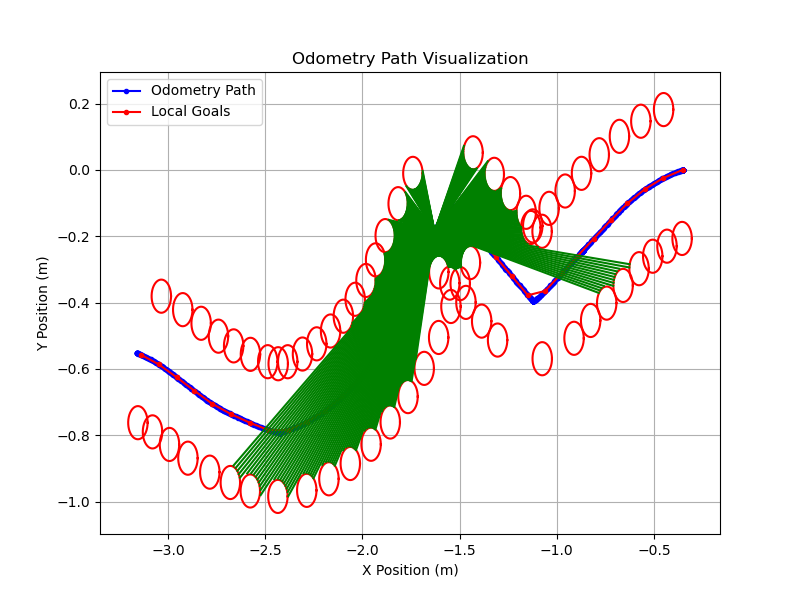 Odometry Path Visualization
Odometry Path
Local Goals
Y Position (m)
0.2
0.0
−0.2
−0.4
−0.6
−0.8
−1.0
−3.0 −2.5 −2.0 −1.5 −1.0 −0.5
X Position (m)